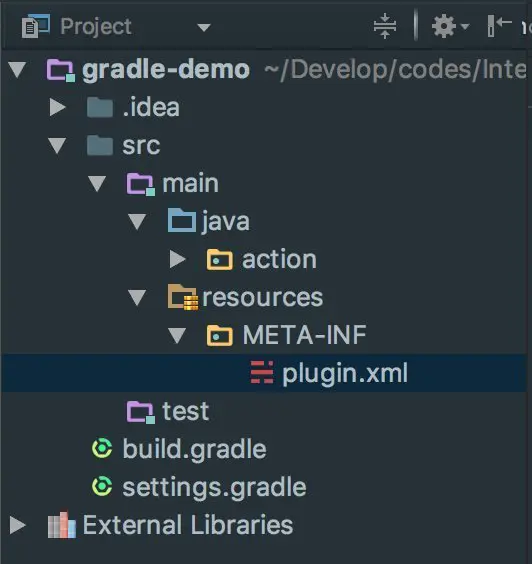 Project
gradle-demo ~/Develop/codes/Inte
.idea
src
main
java
action
resources
META-INF
plugin.xml
test
build.gradle
settings.gradle
External Libraries